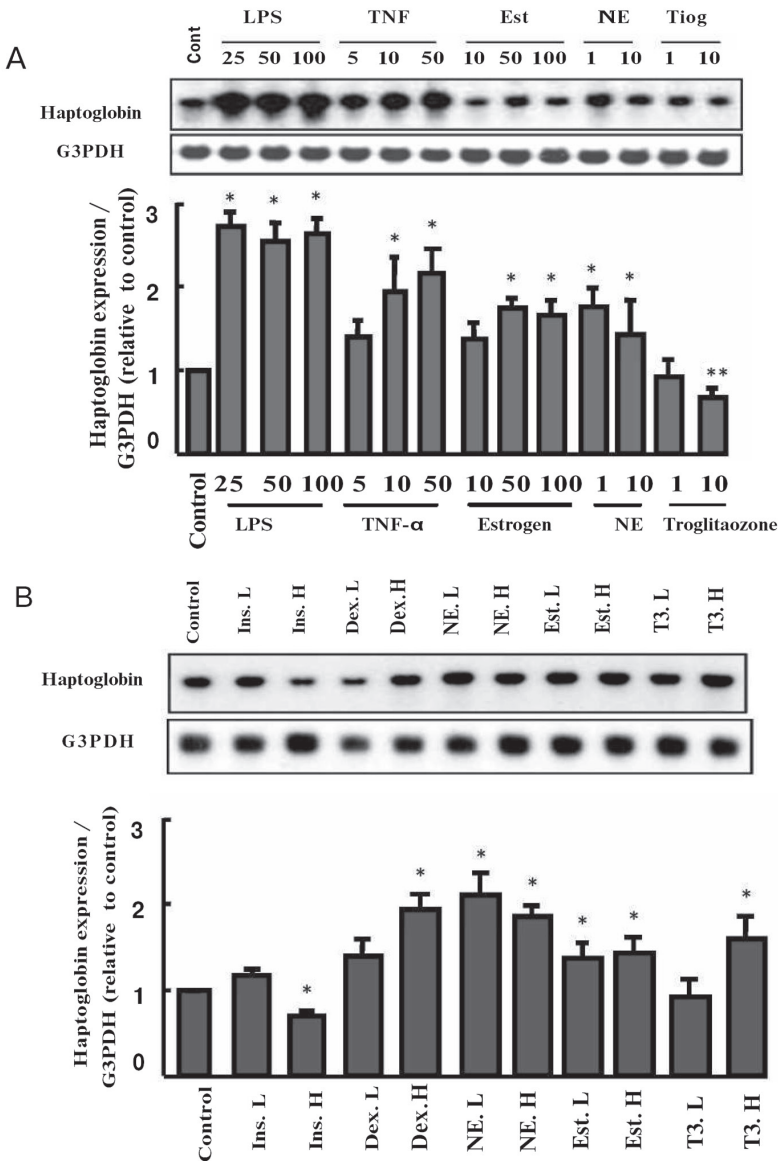 LPS TNF Est NE Tiog
Cont 25 50 100 5 10 50 10 50 100 1 10 1 10
A
Haptoglobin
G3PDH
Haptoglobin expression /
G3PDH (relative to control)
3
2
1
0
* * * * * * * * * **
Control 25 50 100 5 10 50 10 50 100 1 10 1 10
LPS TNF-α Estrogen NE Troglitaozone
B
Control Ins. L Ins. H Dex. L Dex.H NE. L NE. H Est. L Est. H T3. L T3. H
Haptoglobin
G3PDH
Haptoglobin expression /
G3PDH (relative to control)
3
2
1
0
* * * * * * *
Control Ins. L Ins. H Dex. L Dex.H NE. L NE. H Est. L Est. H T3. L T3. H